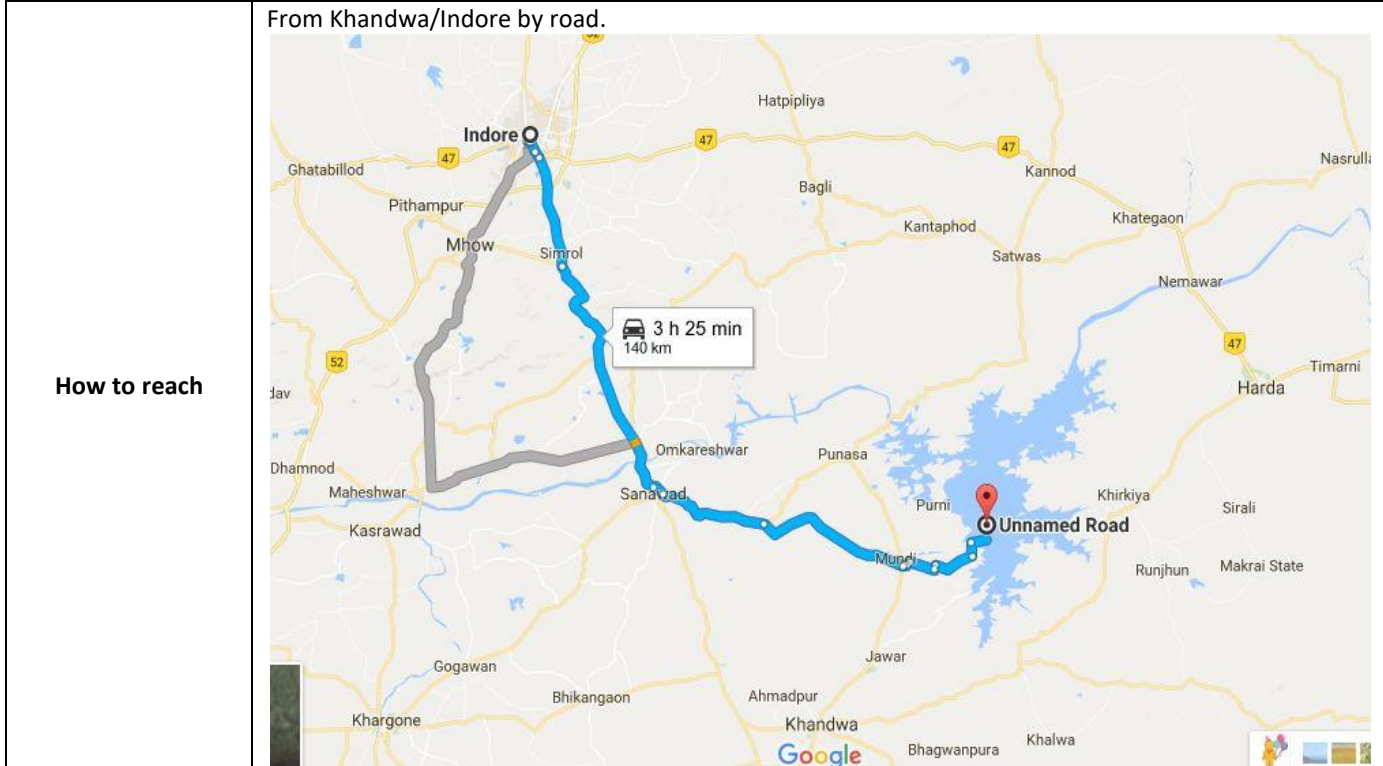 From Khandwa/Indore by road.
How to reach
52
Hatpipliya
Indore
47
47
47
Nasrulla
Ghatabillod
Kannod
Bagli
Pithampur
Khategaon
Kantaphod
Mhow
Simrol
Satwas
Nemawar
3 h 25 min
140 km
47
52
Timarni
Harda
dav
Omkareshwar
Punasa
Dhamnod
Maheshwar
Sanawad
Khirkiya
Purni
Sirali
Kasrawad
Unnamed Road
Mundi
Runjhun
Makrai State
Jawar
Gogawan
Bhikangaon
Ahmadpur
Khargone
Khandwa
Khalwa
Google
Bhagwanpura